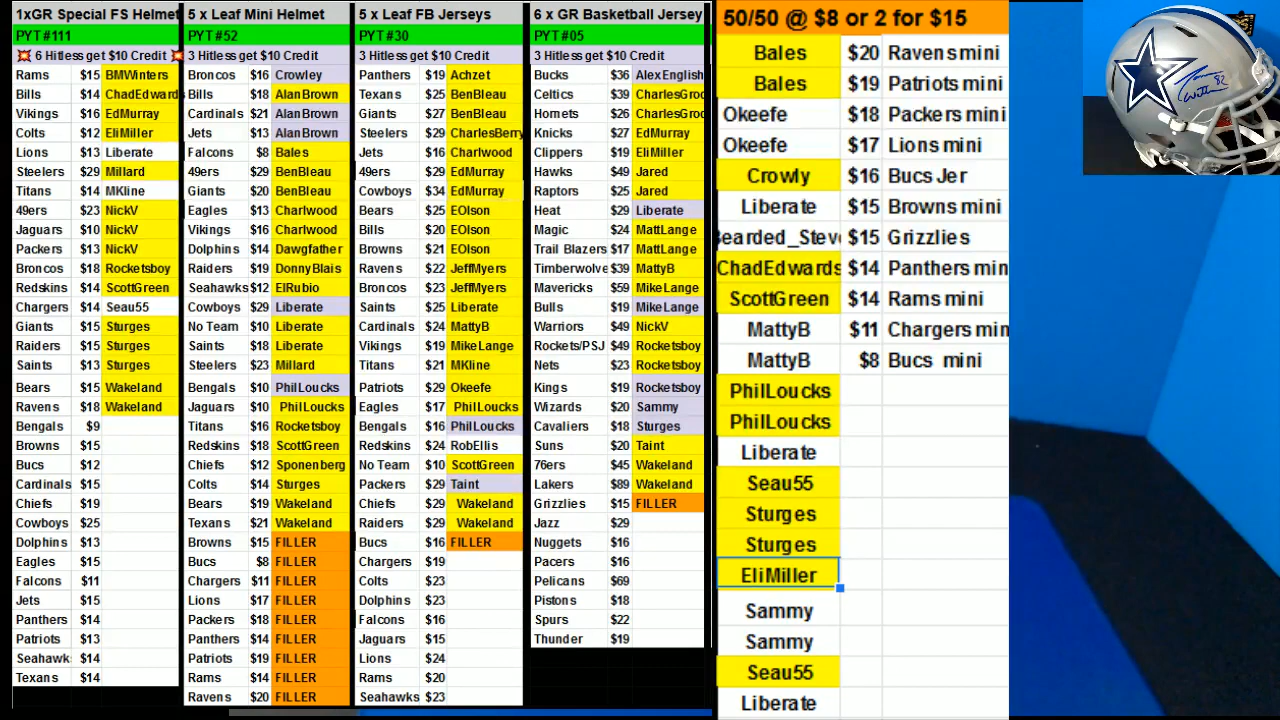 1xGR Special FS Helmet
PYT #111
💥 6 Hitless get $10 Credit 💥
Rams $15 BMWinters
Bills $14 ChadEdwards
Vikings $16 EdMurray
Colts $12 EliMiller
Lions $13 Liberate
Steelers $29 Millard
Titans $14 MKline
49ers $23 NickV
Jaguars $10 NickV
Packers $13 NickV
Broncos $18 Rocketsboy
Redskins $14 ScottGreen
Chargers $14 Seau55
Giants $15 Sturges
Raiders $15 Sturges
Saints $13 Sturges
Bears $15 Wakeland
Ravens $18 Wakeland
Bengals $9
Browns $15
Bucs $12
Cardinals $15
Chiefs $19
Cowboys $25
Dolphins $13
Eagles $15
Falcons $11
Jets $15
Panthers $14
Patriots $13
Seahawk $14
Texans $14
5 x Leaf Mini Helmet
PYT #52
3 Hitless get $10 Credit
Broncos $16 Crowley
Bills $18 AlanBrown
Cardinals $21 AlanBrown
Jets $13 AlanBrown
Falcons $8 Bales
49ers $29 BenBleau
Giants $20 BenBleau
Eagles $13 Charlwood
Vikings $16 Charlwood
Dolphins $14 Dawgfather
Raiders $19 DonnyBlais
Seahawks $12 ElRubio
Cowboys $29 Liberate
No Team $10 Liberate
Saints $18 Liberate
Steelers $23 Millard
Bengals $10 PhilLoucks
Jaguars $10 PhilLoucks
Titans $16 Rocketsboy
Redskins $18 ScottGreen
Chiefs $12 Sponenberg
Colts $14 Sturges
Bears $19 Wakeland
Texans $21 Wakeland
Browns $15 FILLER
Bucs $8 FILLER
Chargers $11 FILLER
Lions $17 FILLER
Packers $18 FILLER
Panthers $14 FILLER
Patriots $19 FILLER
Rams $14 FILLER
Ravens $20 FILLER
5 x Leaf FB Jerseys
PYT #30
3 Hitless get $10 Credit
Panthers $19 Achzet
Texans $25 BenBleau
Giants $27 BenBleau
Steelers $29 CharlesBerry
Jets $16 Charlwood
49ers $29 EdMurray
Cowboys $34 EdMurray
Bears $25 EOlson
Bills $20 EOlson
Browns $21 EOlson
Ravens $22 JeffMyers
Broncos $23 JeffMyers
Saints $25 Liberate
Cardinals $24 MattyB
Vikings $19 MikeLange
Titans $21 MKline
Patriots $29 Okeefe
Eagles $17 PhilLoucks
Bengals $16 PhilLoucks
Redskins $24 RobEllis
No Team $10 ScottGreen
Packers $29 Taint
Chiefs $29 Wakeland
Raiders $29 Wakeland
Bucs $16 FILLER
Chargers $19
Colts $23
Dolphins $23
Falcons $16
Jaguars $15
Lions $24
Rams $20
Seahawks $23
6 x GR Basketball Jersey
PYT #05
3 Hitless get $10 Credit
Bucks $36 AlexEnglish
Celtics $39 CharlesGroo
Hornets $26 CharlesGroo
Knicks $27 EdMurray
Clippers $19 EliMiller
Hawks $49 Jared
Raptors $25 Jared
Heat $29 Liberate
Magic $24 MattLange
Trail Blazers $17 MattLange
Timberwolve $39 MattyB
Mavericks $59 MikeLange
Bulls $19 MikeLange
Warriors $49 NickV
Rockets/PSJ $49 Rocketsboy
Nets $23 Rocketsboy
Kings $19 Rocketsboy
Wizards $20 Sammy
Cavaliers $18 Sturges
Suns $20 Taint
76ers $45 Wakeland
Lakers $89 Wakeland
Grizzlies $15 FILLER
Jazz $29
Nuggets $16
Pacers $16
Pelicans $69
Pistons $18
Spurs $22
Thunder $19
50/50 @ $8 or 2 for $15
Bales $20 Ravens mini
Bales $19 Patriots mini
Okeefe $18 Packers mini
Okeefe $17 Lions mini
Crowly $16 Bucs Jer
Liberate $15 Browns mini
Bearded_Steve $15 Grizzlies
ChadEdwards $14 Panthers min
ScottGreen $14 Rams mini
MattyB $11 Chargers min
MattyB $8 Bucs mini
PhilLoucks
PhilLoucks
Liberate
Seau55
Sturges
Sturges
EliMiller
Sammy
Sammy
Seau55
Liberate